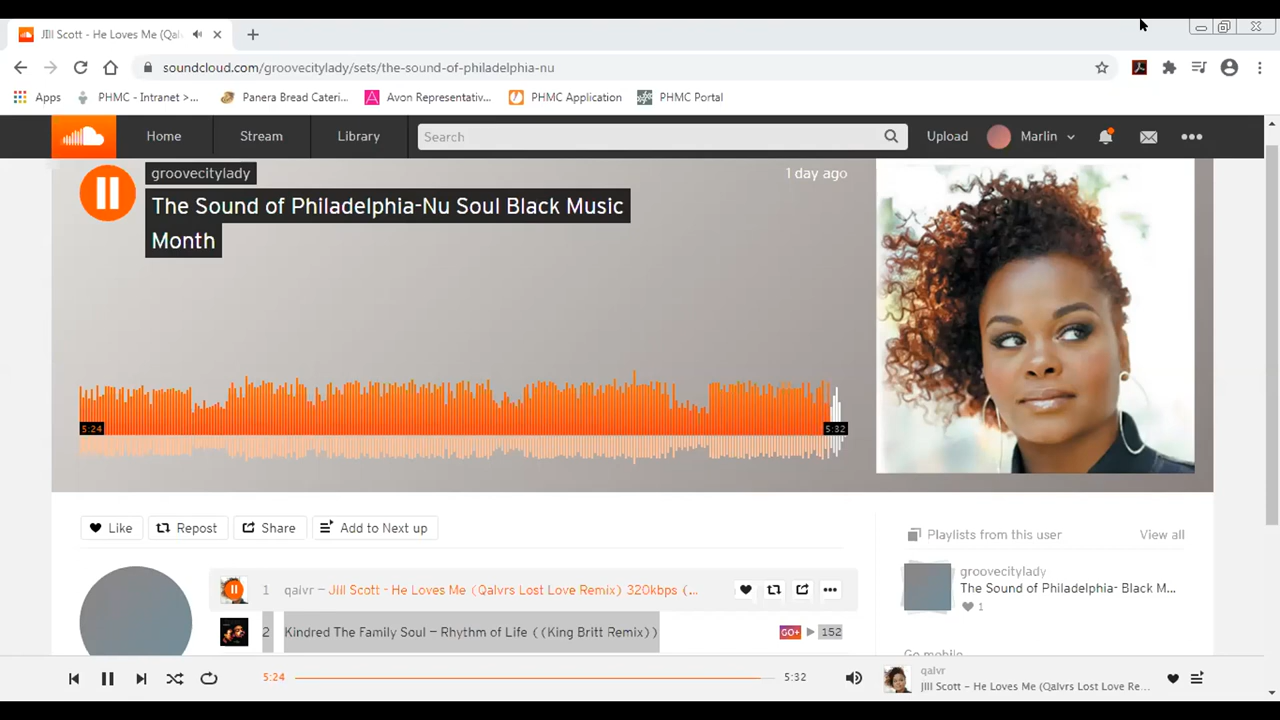 JIll Scott - He Loves Me (Qalv
soundcloud.com/groovecitylady/sets/the-sound-of-philadelphia-nu
Apps PHMC - Intranet >... Panera Bread Cateri... Avon Representativ... PHMC Application PHMC Portal
Home Stream Library Search Upload Marlin
groovecitylady
1 day ago
The Sound of Philadelphia-Nu Soul Black Music
Month
5:24 5:32
Like Repost Share Add to Next up
Playlists from this user View all
groovecitylady
The Sound of Philadelphia- Black M...
1
1 qalvr – JIll Scott - He Loves Me (Qalvrs Lost Love Remix) 320kbps (...
2 Kindred The Family Soul – Rhythm of Life ((King Britt Remix)) GO+ 152
Go mobile
5:24 5:32
qalvr
JIll Scott – He Loves Me (Qalvrs Lost Love Re...